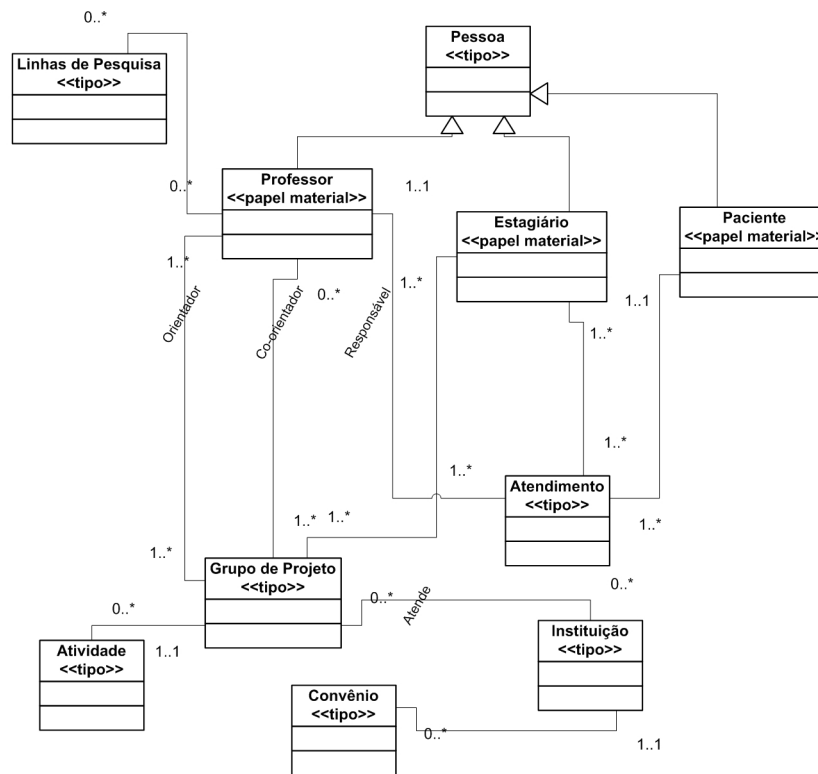 0..*
Pessoa
<<tipo>>
Linhas de Pesquisa
<<tipo>>
0..*
Professor
<<papel material>>
1..1
Estagiário
<<papel material>>
Paciente
<<papel material>>
1..*
0..*
1..*
1..1
Orientador
Co-orientador
Responsável
1..*
1..*
1..*
Atendimento
<<tipo>>
1..*
1..*
1..*
1..*
Grupo de Projeto
<<tipo>>
0..*
0..*
Atende
0..*
Atividade
<<tipo>>
1..1
Instituição
<<tipo>>
Convênio
<<tipo>>
0..*
1..1